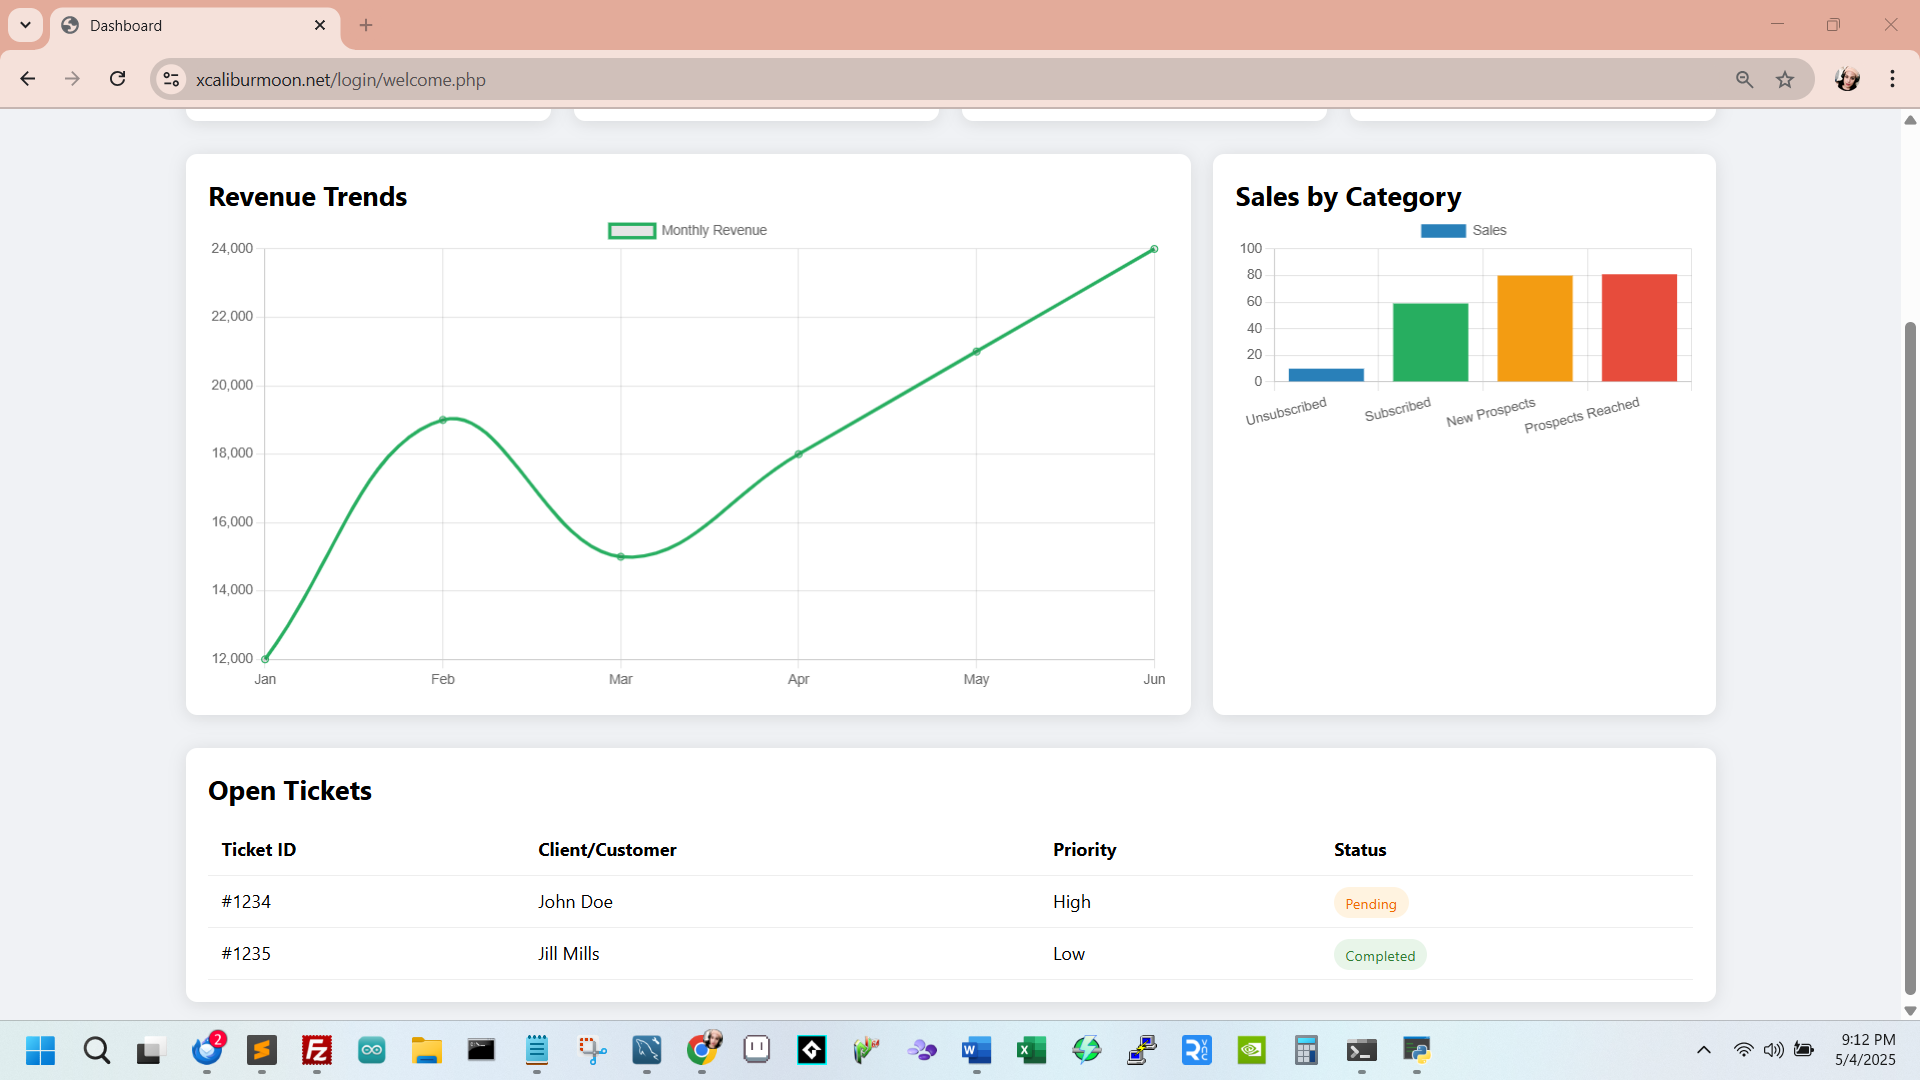 Dashboard
xcaliburmoon.net/login/welcome.php
Revenue Trends
Monthly Revenue
24,000
22,000
20,000
18,000
16,000
14,000
12,000
Jan Feb Mar Apr May Jun
Sales by Category
Sales
100
80
60
40
20
0
Unsubscribed Subscribed New Prospects Prospects Reached
Open Tickets
Ticket ID Client/Customer Priority Status
#1234 John Doe High Pending
#1235 Jill Mills Low Completed
2
9:12 PM
5/4/2025